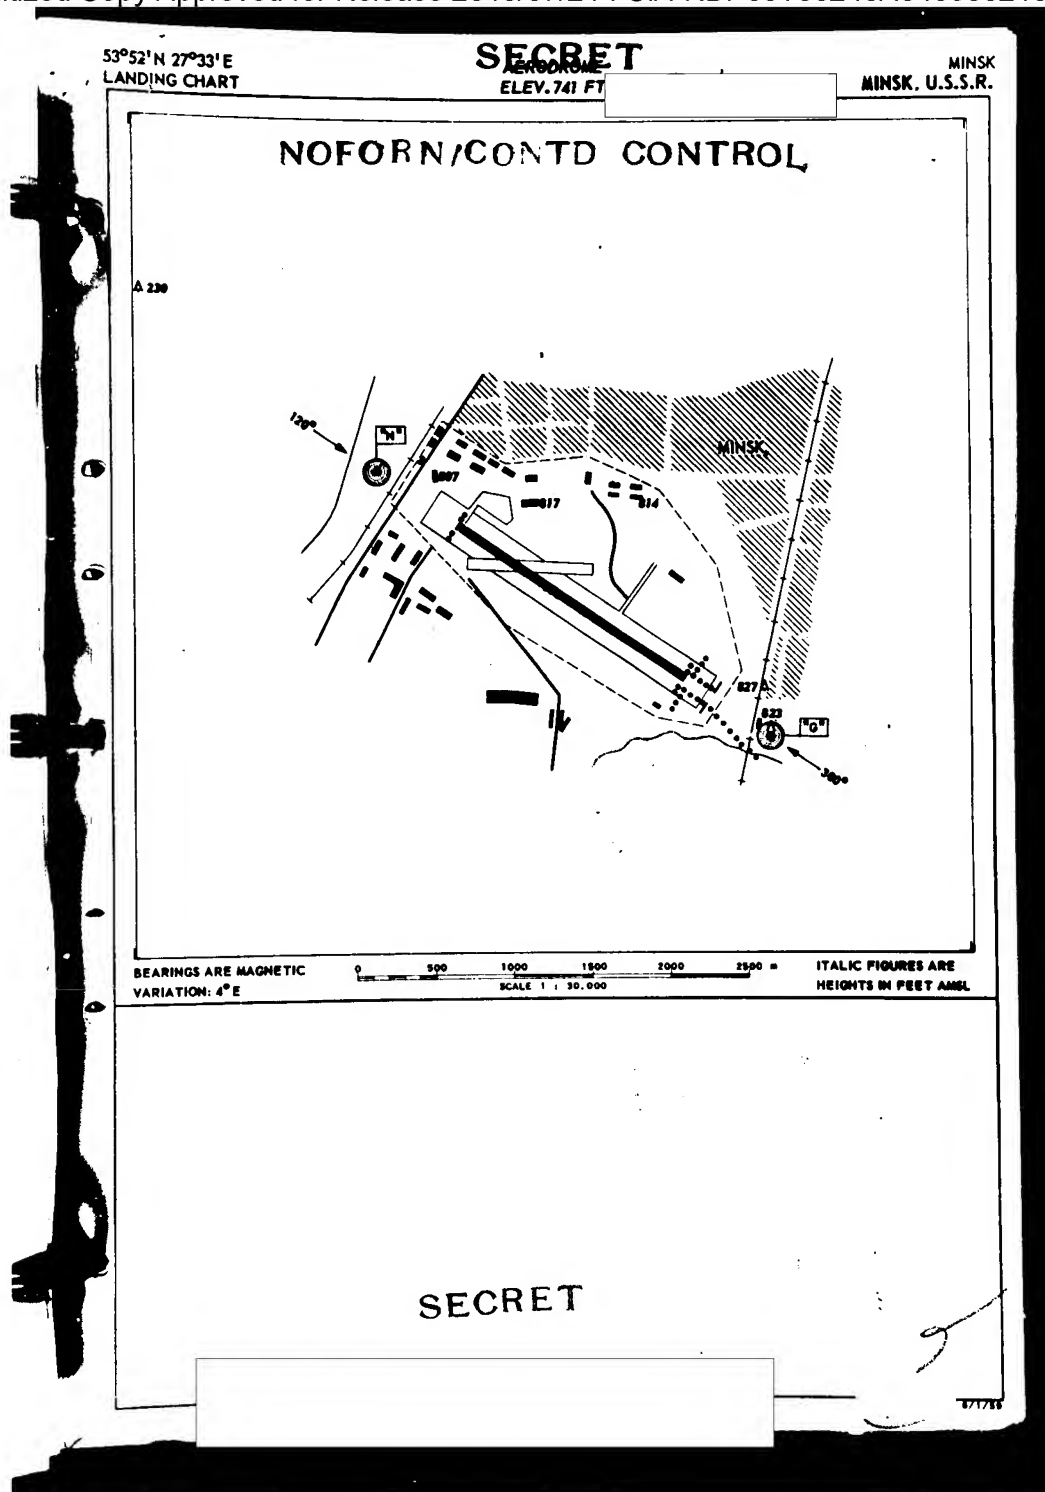 53°52'N 27°33'E
LANDING CHART
SECRET
AERODROME
ELEV. 741 FT
MINSK
MINSK, U.S.S.R.
NOFORN/CONTD CONTROL
230
120°
"N"
MINSK
807
817
814
827
823
"G"
300°
BEARINGS ARE MAGNETIC
VARIATION: 4°E
0 500 1000 1500 2000 2500 m
SCALE 1 : 30.000
ITALIC FIGURES ARE
HEIGHTS IN FEET AMSL
SECRET